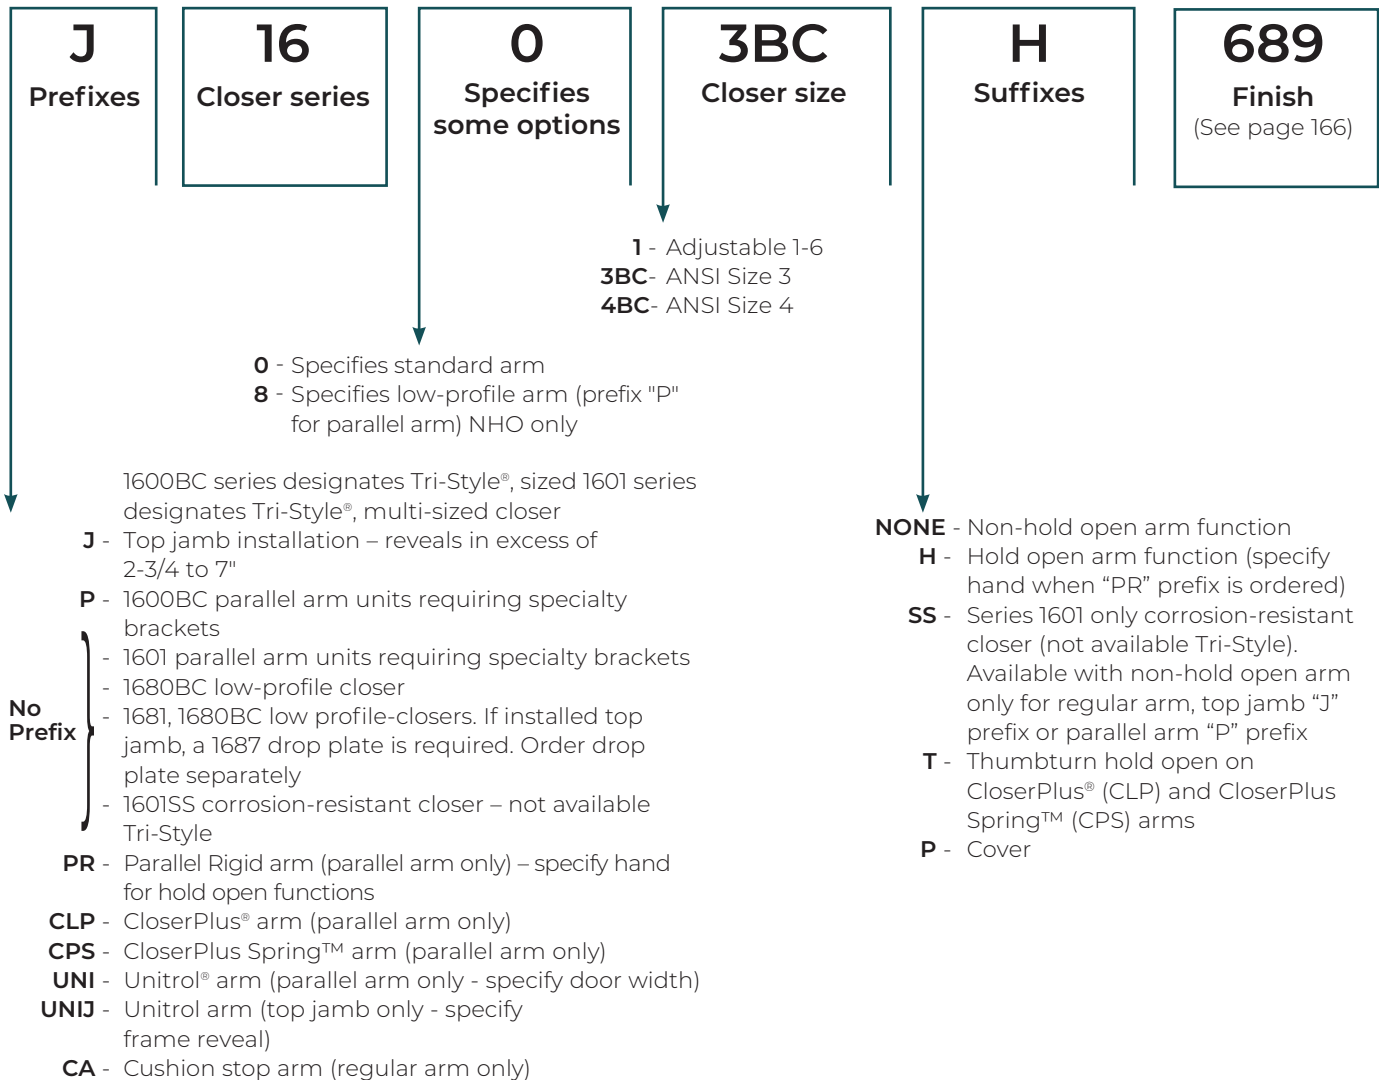 J
Prefixes
16
Closer series
0
Specifies
some options
3BC
Closer size
H
Suffixes
689
Finish
(See page 166)
1 - Adjustable 1-6
3BC- ANSI Size 3
4BC- ANSI Size 4
0 - Specifies standard arm
8 - Specifies low-profile arm (prefix "P"
for parallel arm) NHO only
1600BC series designates Tri-Style®, sized 1601 series
designates Tri-Style®, multi-sized closer
J - Top jamb installation – reveals in excess of
2-3/4 to 7"
P - 1600BC parallel arm units requiring specialty
brackets
No
Prefix
- 1601 parallel arm units requiring specialty brackets
- 1680BC low-profile closer
- 1681, 1680BC low profile-closers. If installed top
jamb, a 1687 drop plate is required. Order drop
plate separately
- 1601SS corrosion-resistant closer – not available
Tri-Style
PR - Parallel Rigid arm (parallel arm only) – specify hand
for hold open functions
CLP - CloserPlus® arm (parallel arm only)
CPS - CloserPlus Spring™ arm (parallel arm only)
UNI - Unitrol® arm (parallel arm only - specify door width)
UNIJ - Unitrol arm (top jamb only - specify
frame reveal)
CA - Cushion stop arm (regular arm only)
NONE - Non-hold open arm function
H - Hold open arm function (specify
hand when “PR” prefix is ordered)
SS - Series 1601 only corrosion-resistant
closer (not available Tri-Style).
Available with non-hold open arm
only for regular arm, top jamb “J”
prefix or parallel arm “P” prefix
T - Thumbturn hold open on
CloserPlus® (CLP) and CloserPlus
Spring™ (CPS) arms
P - Cover